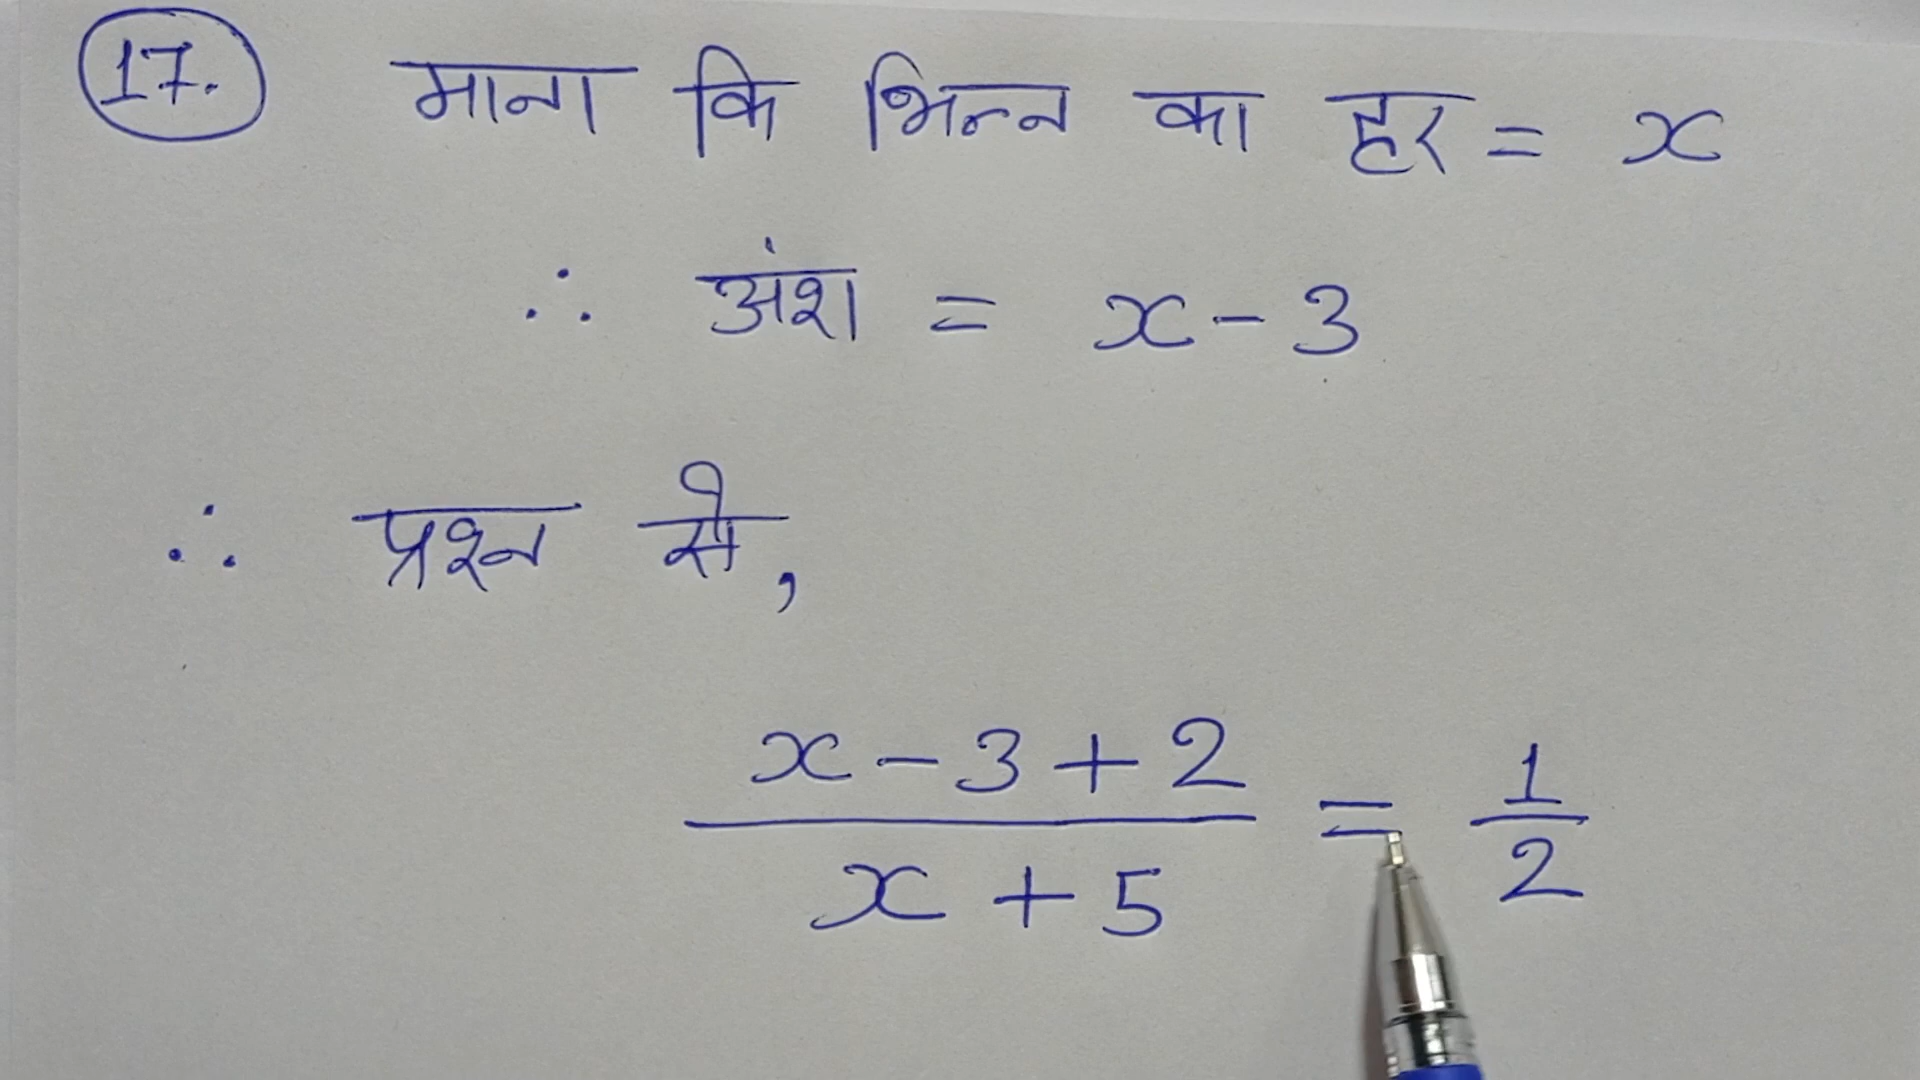 17. माना कि भिन्न का हर = x
∴ अंश = x - 3
∴ प्रश्न से,
x - 3 + 2 / x + 5 = 1 / 2